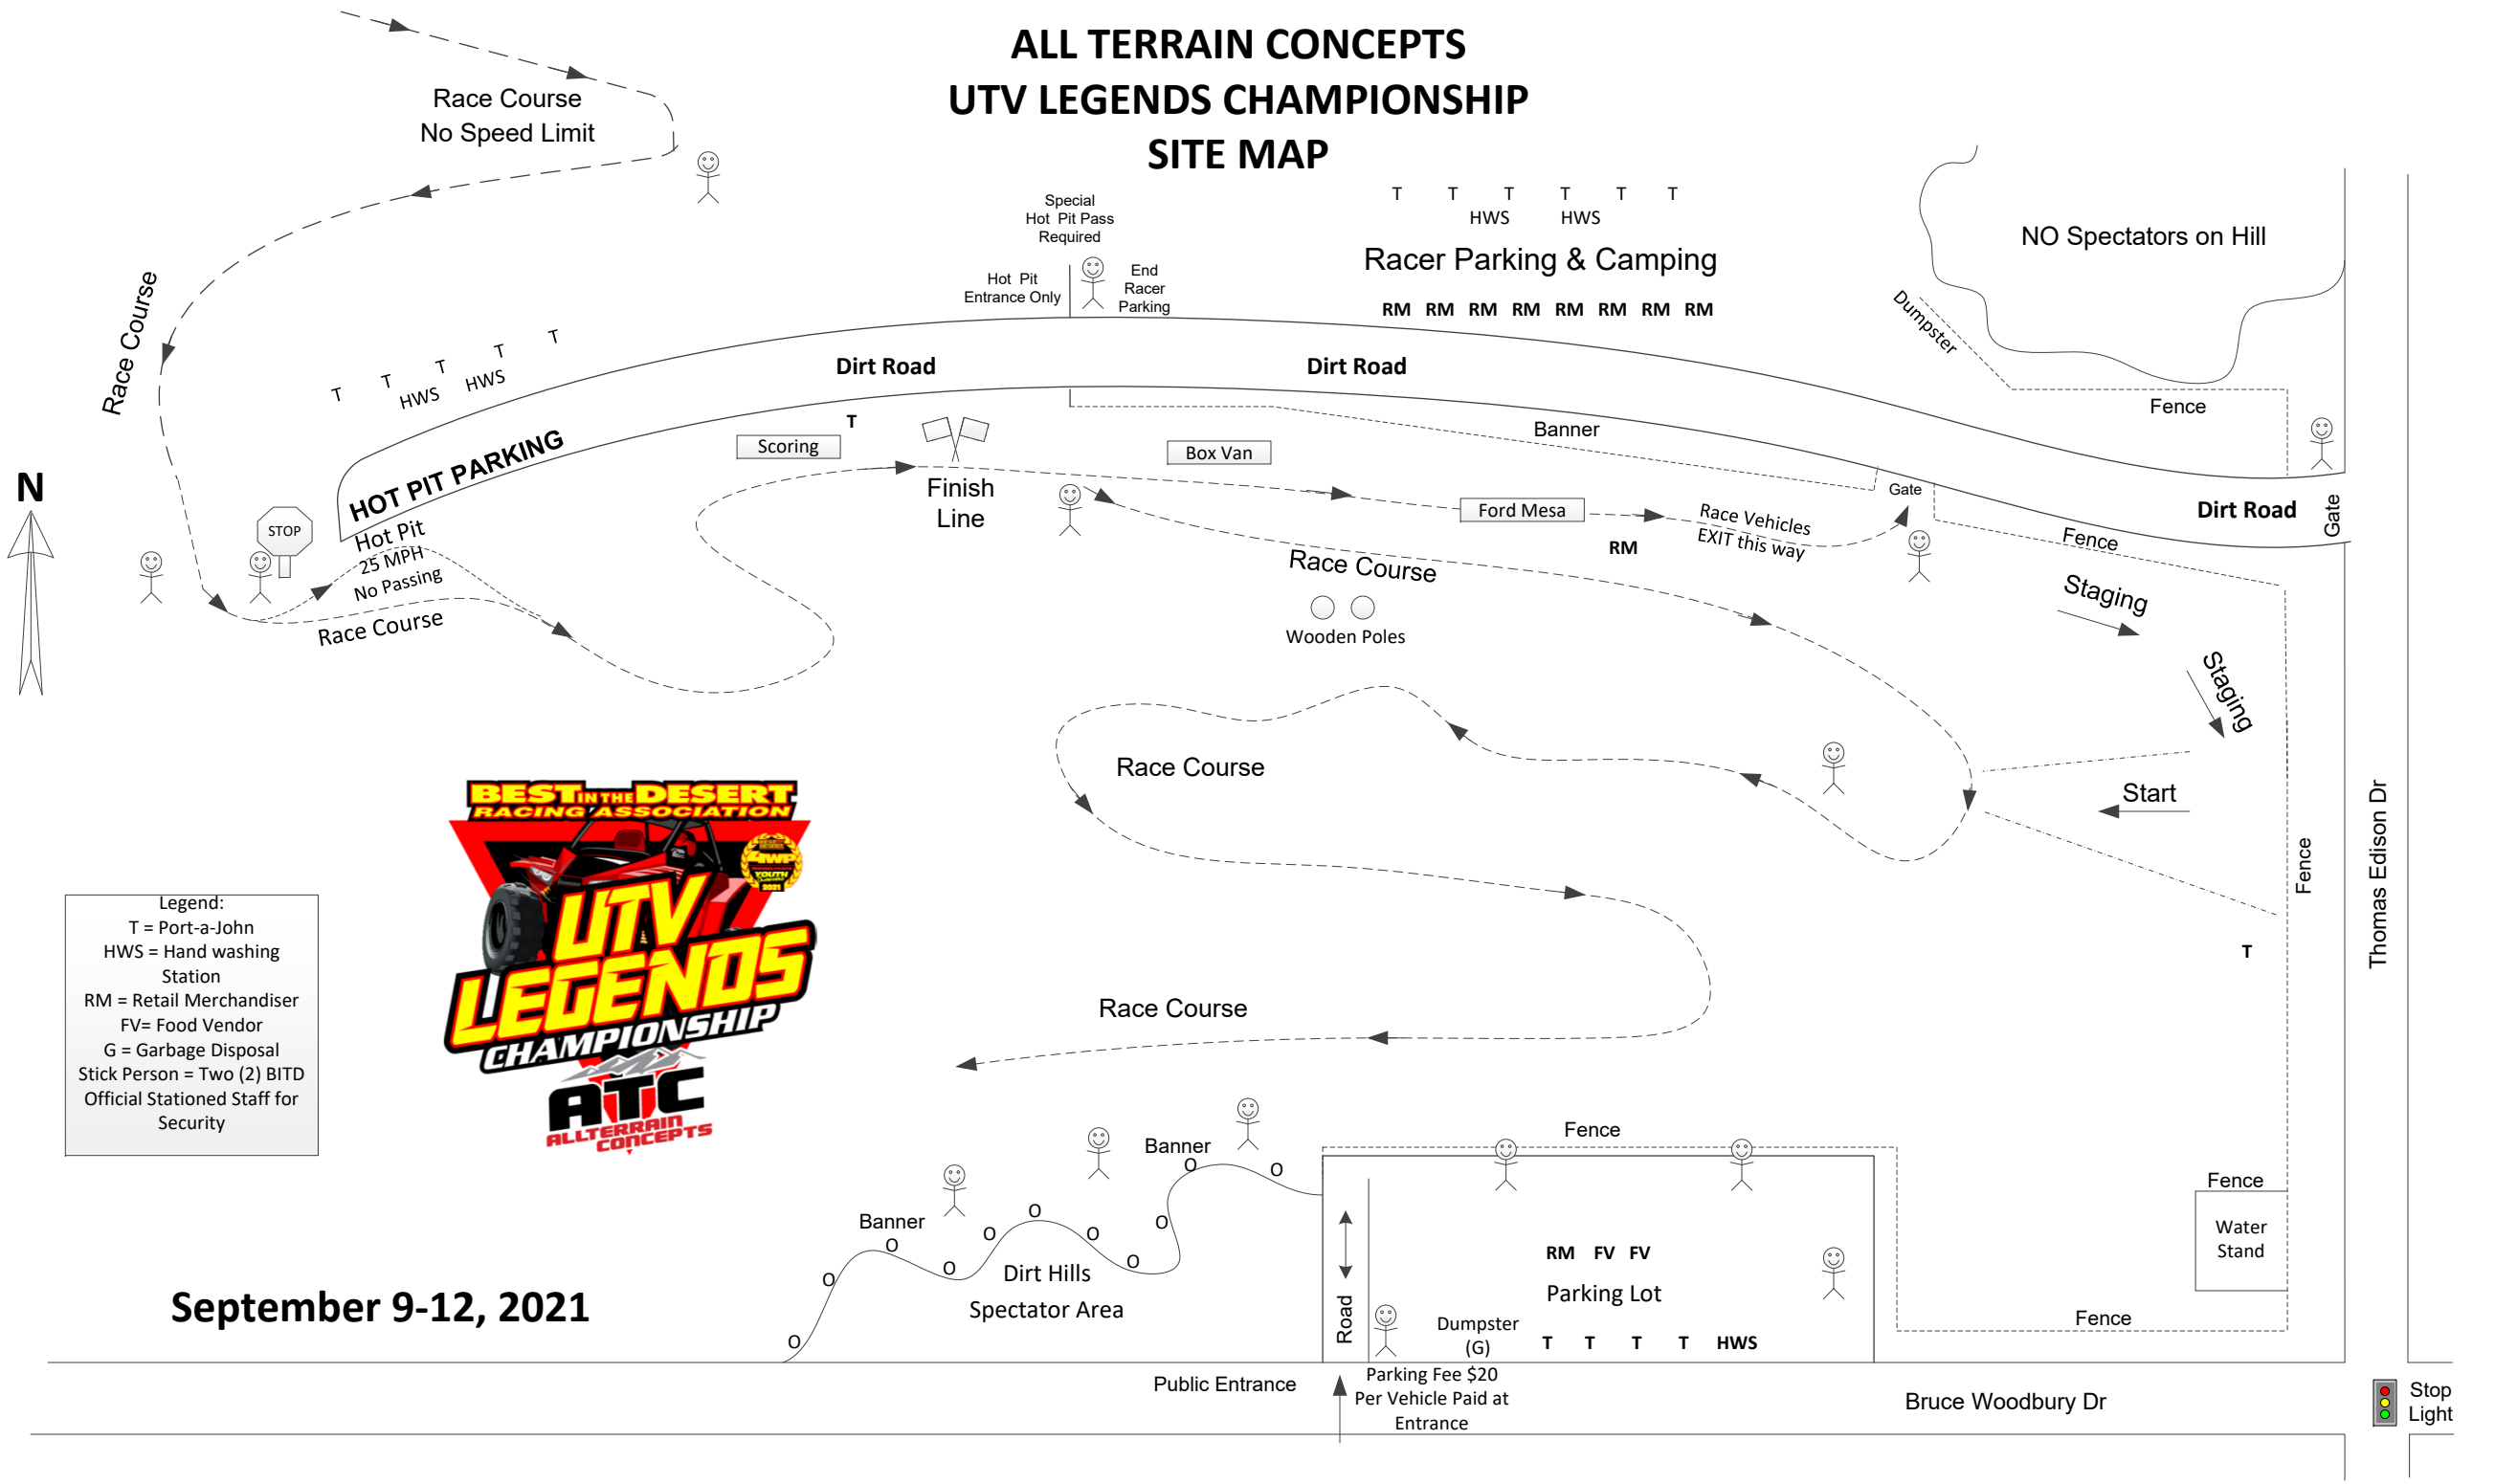 ALL TERRAIN CONCEPTS
UTV LEGENDS CHAMPIONSHIP
SITE MAP
Race Course
No Speed Limit
Special
Hot Pit Pass
Required
Hot Pit
Entrance Only
End
Racer
Parking
T T T T T T
HWS HWS
Racer Parking & Camping
RM RM RM RM RM RM RM RM
NO Spectators on Hill
Dumpster
Fence
Race Course
T T T T T
HWS HWS
Dirt Road
Dirt Road
Dirt Road
Gate
HOT PIT PARKING
T
Scoring
Finish
Line
Box Van
Banner
Gate
Ford Mesa
Race Vehicles
EXIT this way
RM
Fence
N
STOP
Hot Pit
25 MPH
No Passing
Race Course
Race Course
Wooden Poles
Staging
Staging
Start
Race Course
Fence
Thomas Edison Dr
T
Race Course
BEST IN THE DESERT
RACING ASSOCIATION
4WP
YOUTH
2021
UTV
LEGENDS
CHAMPIONSHIP
ATC
ALLTERRAIN
CONCEPTS
Legend:
T = Port-a-John
HWS = Hand washing
Station
RM = Retail Merchandiser
FV= Food Vendor
G = Garbage Disposal
Stick Person = Two (2) BITD
Official Stationed Staff for
Security
September 9-12, 2021
Banner
Banner
O O O O O O O O O O O
Dirt Hills
Spectator Area
Fence
Road
RM FV FV
Parking Lot
Dumpster
(G)
T T T T HWS
Fence
Water
Stand
Fence
Public Entrance
Parking Fee $20
Per Vehicle Paid at
Entrance
Bruce Woodbury Dr
Stop
Light